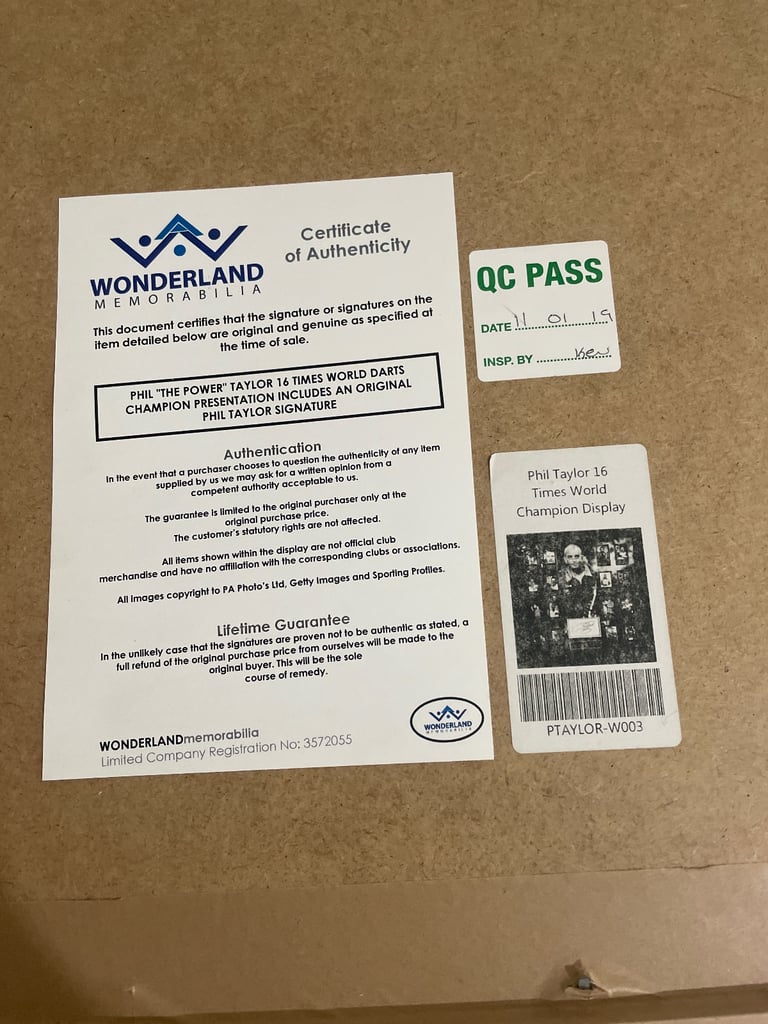 WONDERLAND
MEMORABILIA
Certificate
of Authenticity
This document certifies that the signature or signatures on the
item detailed below are original and genuine as specified at
the time of sale.
PHIL "THE POWER" TAYLOR 16 TIMES WORLD DARTS
CHAMPION PRESENTATION INCLUDES AN ORIGINAL
PHIL TAYLOR SIGNATURE
Authentication
In the event that a purchaser chooses to question the authenticity of any item
supplied by us we may ask for a written opinion from a
competent authority acceptable to us.
The guarantee is limited to the original purchaser only at the
original purchase price.
The customer's statutory rights are not affected.
All items shown within the display are not official club
merchandise and have no affiliation with the corresponding clubs or associations.
All images copyright to PA Photo's Ltd, Getty Images and Sporting Profiles.
Lifetime Guarantee
In the unlikely case that the signatures are proven not to be authentic as stated, a
full refund of the original purchase price from ourselves will be made to the
original buyer. This will be the sole
course of remedy.
WONDERLANDmemorabilia
Limited Company Registration No: 3572055
WONDERLAND
MEMORABILIA
QC PASS
DATE 11 01 19
INSP. BY Kev
Phil Taylor 16
Times World
Champion Display
PTAYLOR-W003